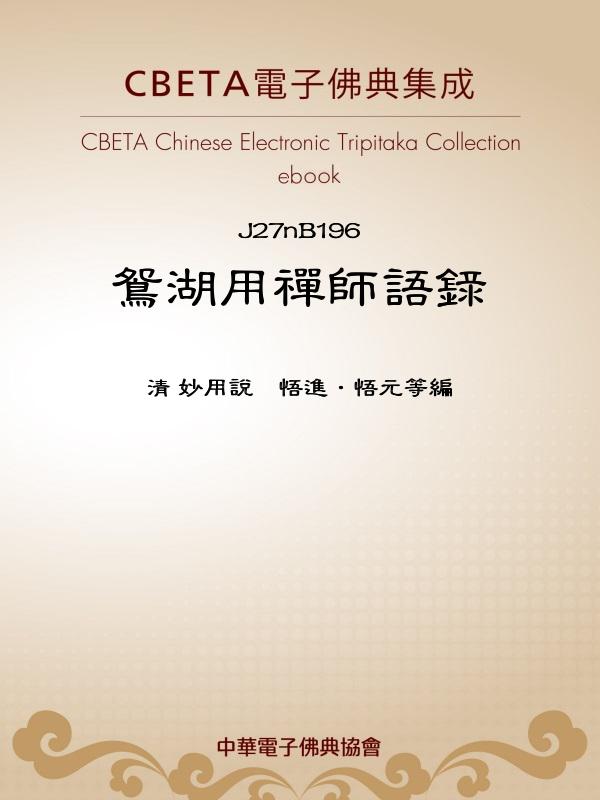 CBETA電子佛典集成
CBETA Chinese Electronic Tripitaka Collection
ebook
J27nB196
鴛湖用禪師語錄
清 妙用說　悟進．悟元等編
中華電子佛典協會